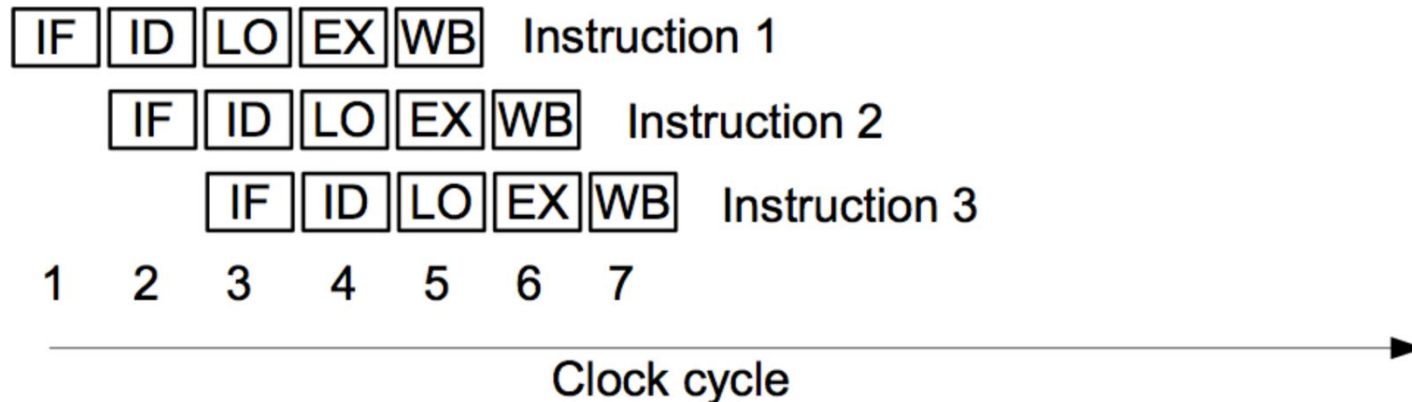 IF ID LO EX WB Instruction 1
IF ID LO EX WB Instruction 2
IF ID LO EX WB Instruction 3
1 2 3 4 5 6 7
Clock cycle